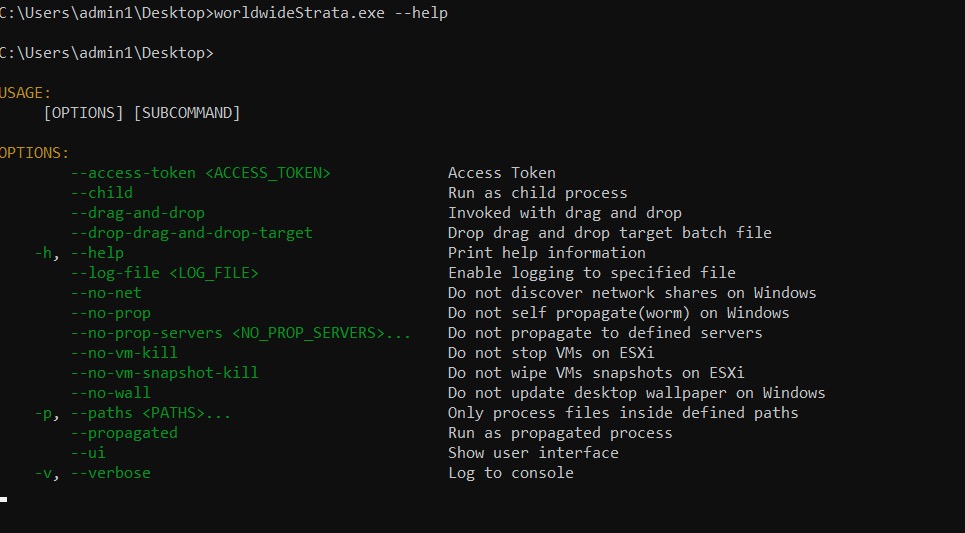 C:\Users\admin1\Desktop>worldwideStrata.exe --help
C:\Users\admin1\Desktop>
USAGE:
[OPTIONS] [SUBCOMMAND]
OPTIONS:
--access-token <ACCESS_TOKEN> Access Token
--child Run as child process
--drag-and-drop Invoked with drag and drop
--drop-drag-and-drop-target Drop drag and drop target batch file
-h, --help Print help information
--log-file <LOG_FILE> Enable logging to specified file
--no-net Do not discover network shares on Windows
--no-prop Do not self propagate(worm) on Windows
--no-prop-servers <NO_PROP_SERVERS>... Do not propagate to defined servers
--no-vm-kill Do not stop VMs on ESXi
--no-vm-snapshot-kill Do not wipe VMs snapshots on ESXi
--no-wall Do not update desktop wallpaper on Windows
-p, --paths <PATHS>... Only process files inside defined paths
--propagated Run as propagated process
--ui Show user interface
-v, --verbose Log to console